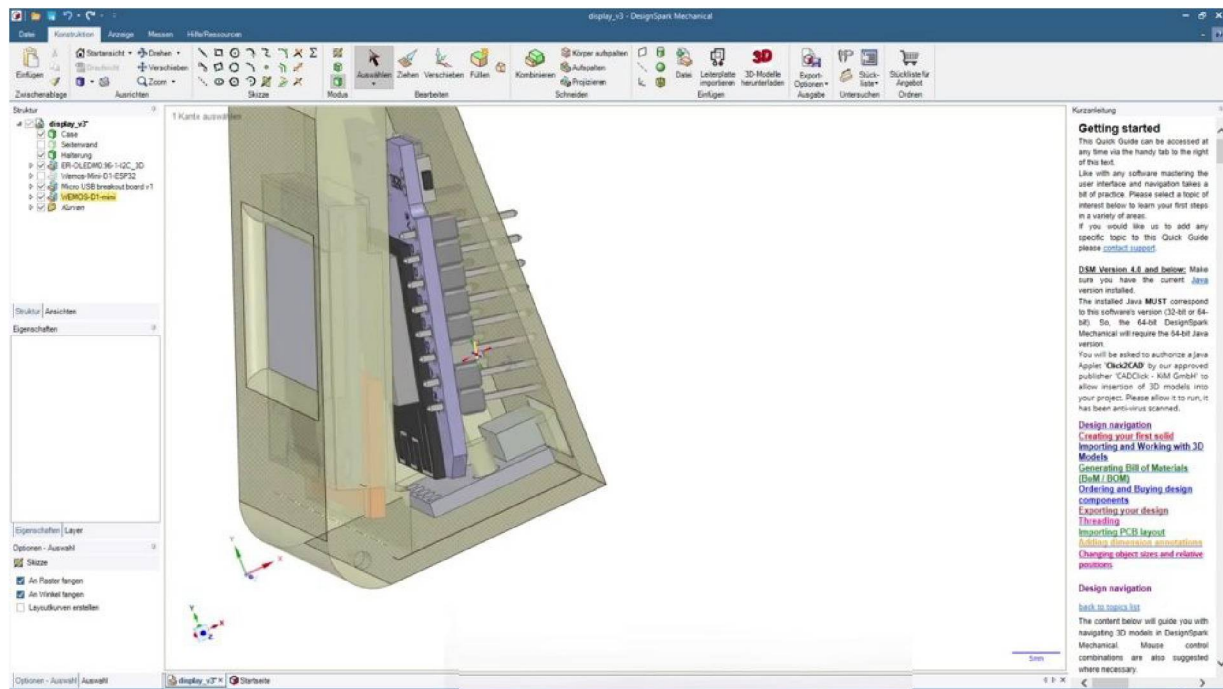 display_v3 - DesignSpark Mechanical
Datei Konstruktion Anzeige Messen Hilfe/Ressourcen
Einfügen
Startansicht
Draufsicht
Drehen
Verschieben
Zoom
Auswählen Ziehen Verschieben Füllen
Kombinieren
Körper aufspalten
Aufspalten
Projizieren
Datei
Leiterplatte importieren
3D
3D-Modelle herunterladen
Export-Optionen
Stück-liste
Stückliste für Angebot
Zwischenablage Ausrichten Skizze Modus Bearbeiten Schneiden Einfügen Ausgabe Untersuchen Ordnen
Struktur
display_v3*
Case
Seitenwand
Halterung
ER-OLEDM0.96-1-I2C_3D
Wemos-Mini-D1-ESP32
Micro USB breakout board v1
WEMOS-D1-mini
Kurven
Struktur Ansichten
Eigenschaften
Eigenschaften Layer
Optionen - Auswahl
Skizze
An Raster fangen
An Winkel fangen
Layoutkurven erstellen
Optionen - Auswahl Auswahl
1 Kante auswählen
Y
X
Y
X
Z
5mm
display_v3* Startseite
Kurzanleitung
Getting started
This Quick Guide can be accessed at
any time via the handy tab to the right
of this text.
Like with any software mastering the
user interface and navigation takes a
bit of practice. Please select a topic of
interest below to learn your first steps
in a variety of areas.
If you would like us to add any
specific topic to this Quick Guide
please contact support.
DSM Version 4.0 and below: Make
sure you have the current Java
version installed.
The installed Java MUST correspond
to this software's version (32-bit or 64-
bit). So, the 64-bit DesignSpark
Mechanical will require the 64-bit Java
version.
You will be asked to authorize a Java
Applet 'Click2CAD' by our approved
publisher 'CADClick - KiM GmbH' to
allow insertion of 3D models into
your project. Please allow it to run, it
has been anti-virus scanned.
Design navigation
Creating your first solid
Importing and Working with 3D
Models
Generating Bill of Materials
(BoM / BOM)
Ordering and Buying design
components
Exporting your design
Threading
Importing PCB layout
Adding dimension annotations
Changing object sizes and relative
positions
Design navigation
back to topics list
The content below will guide you with
navigating 3D models in DesignSpark
Mechanical. Mouse control
combinations are also suggested
where necessary.